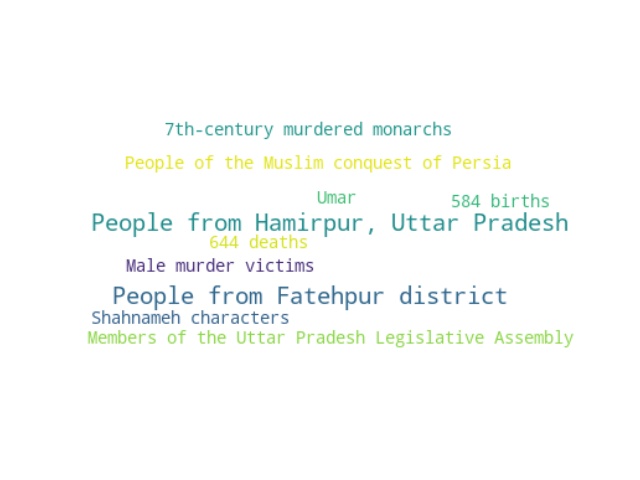 7th-century murdered monarchs
People of the Muslim conquest of Persia
Umar
584 births
People from Hamirpur, Uttar Pradesh
644 deaths
Male murder victims
People from Fatehpur district
Shahnameh characters
Members of the Uttar Pradesh Legislative Assembly